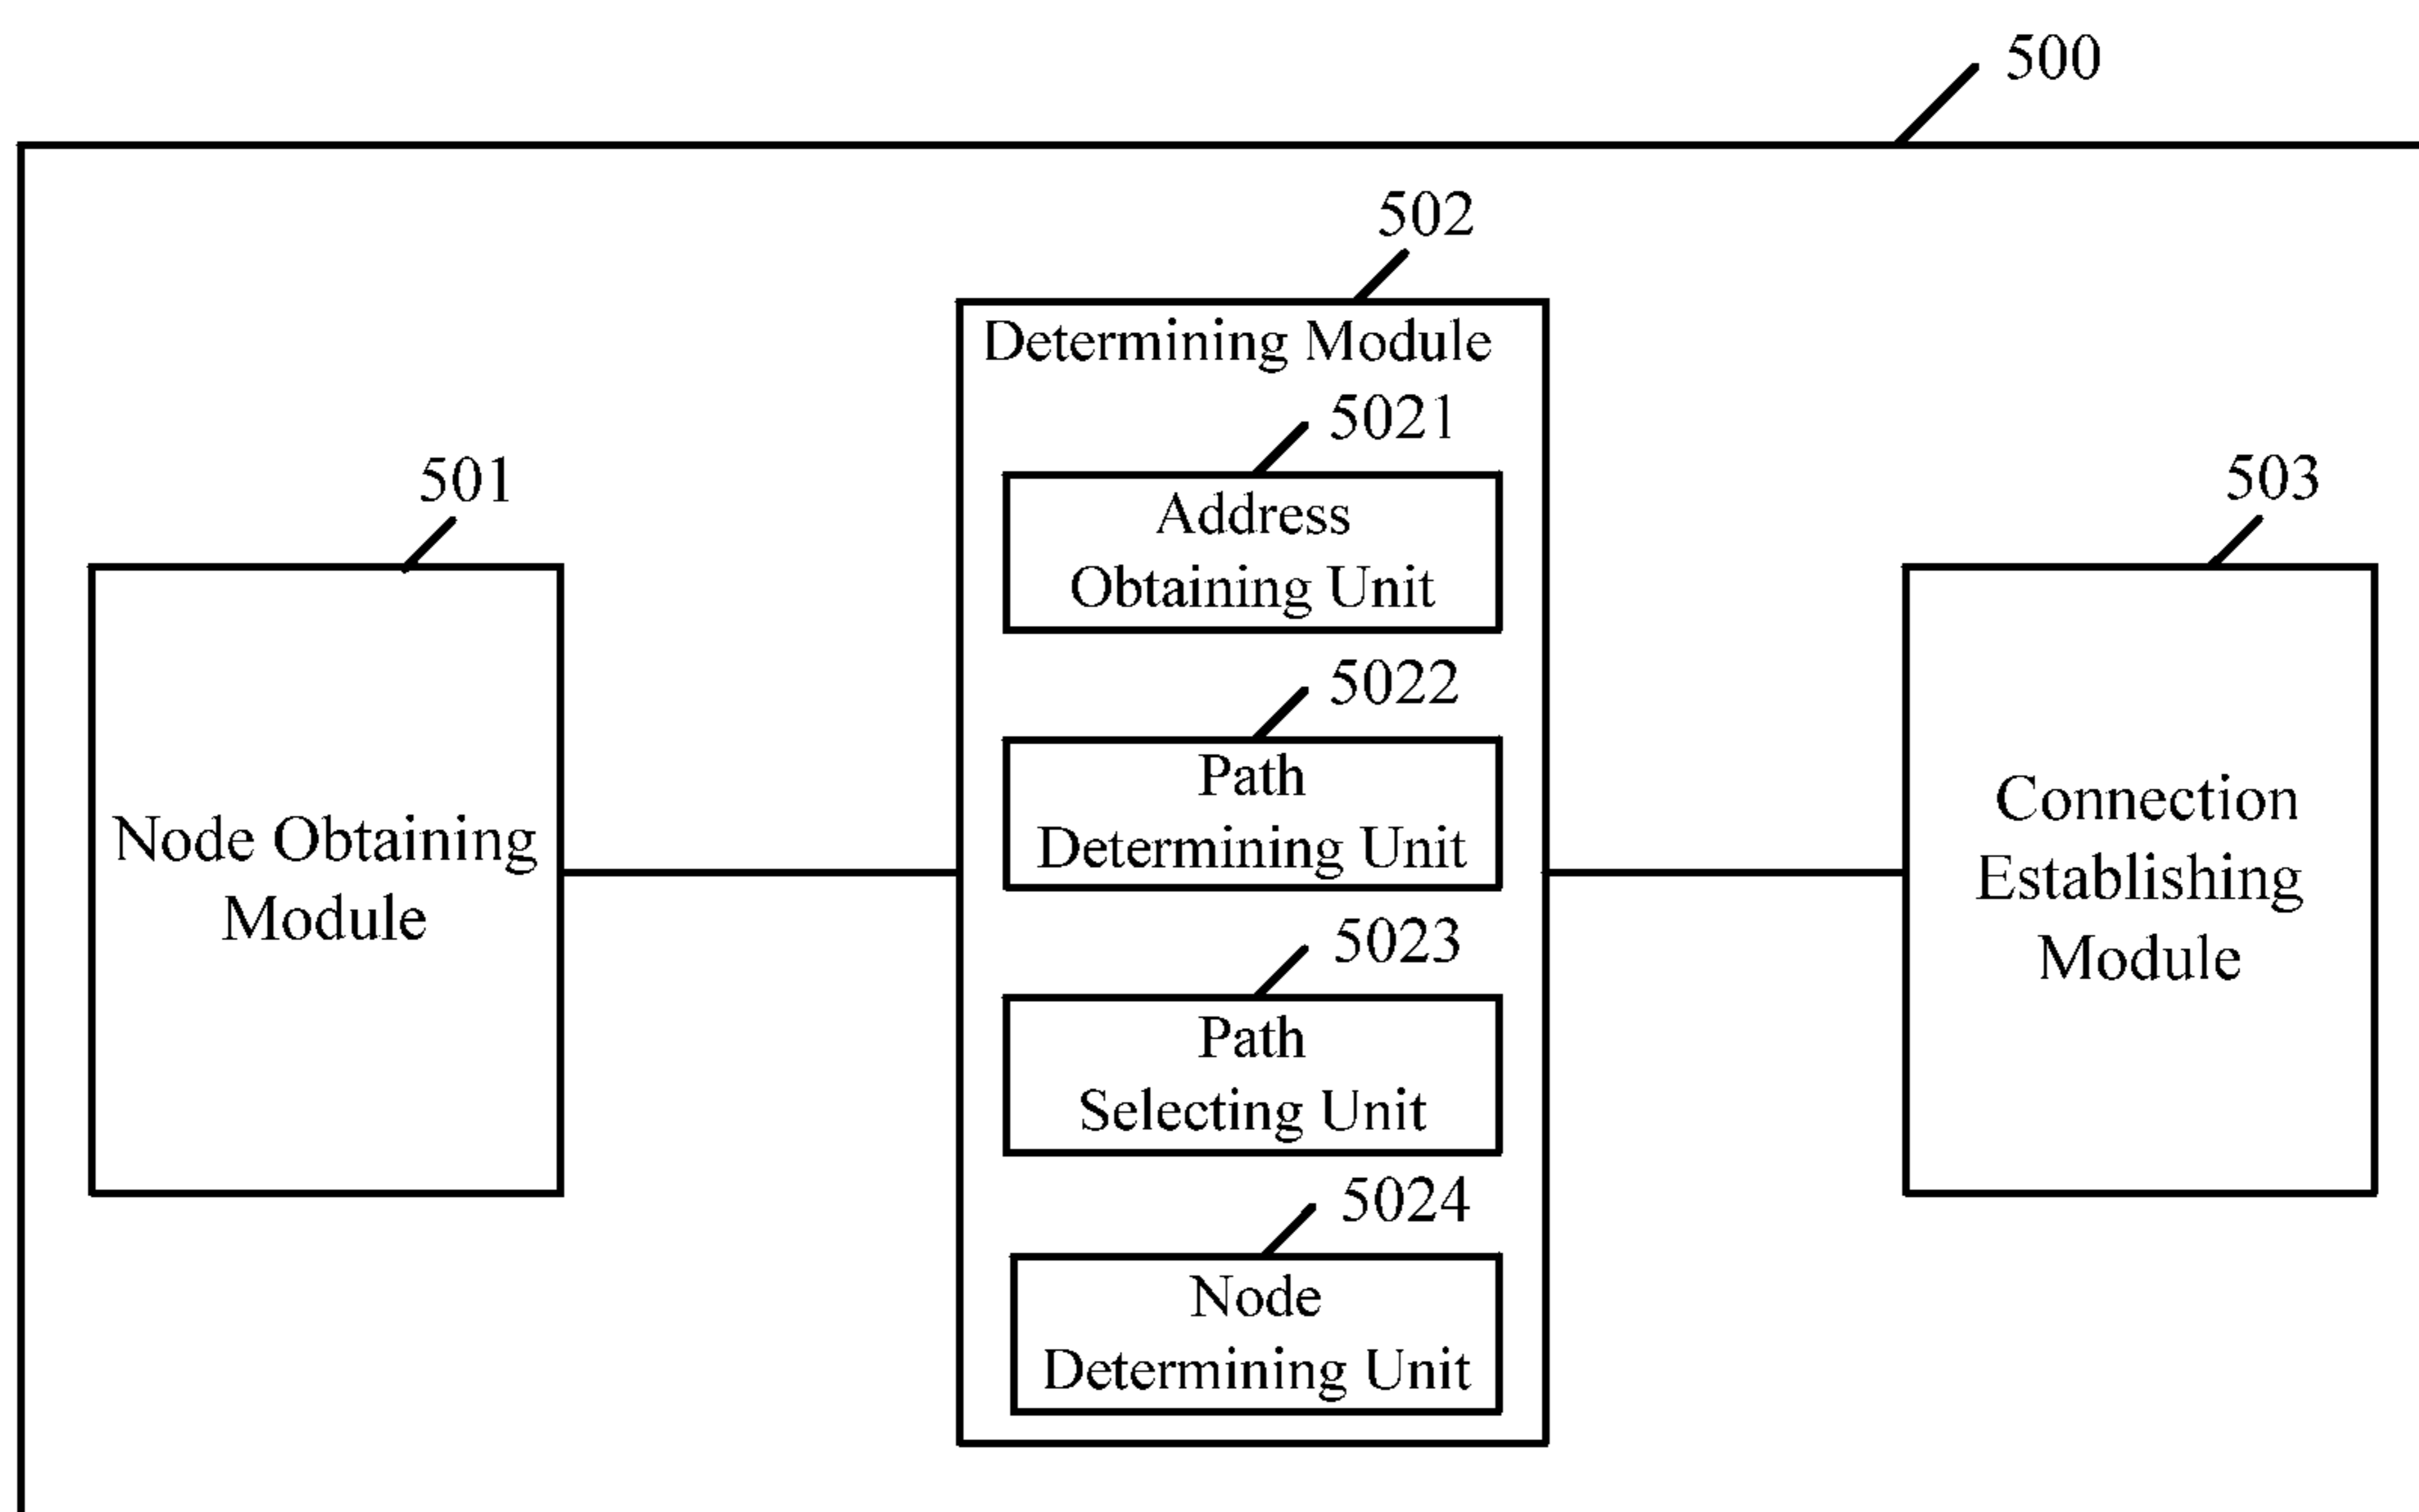 500
502
Determining Module
5021
Address
Obtaining Unit
5022
Path
Determining Unit
5023
Path
Selecting Unit
5024
Node
Determining Unit
501
Node Obtaining
Module
503
Connection
Establishing
Module